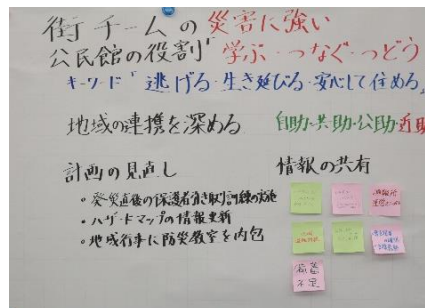 街チームの災害に強い
公民館の役割「学ぶ・つなぐ・つどう
キーワード「逃げる・生き延びる・安心して住める」
地域の連携を深める 自助・共助・公助・近助
計画の見直し
・発災直後の保護者引き取り訓練の実施
・ハザードマップの情報更新
・地域行事に防災教室を内包
情報の共有
備蓄
不足